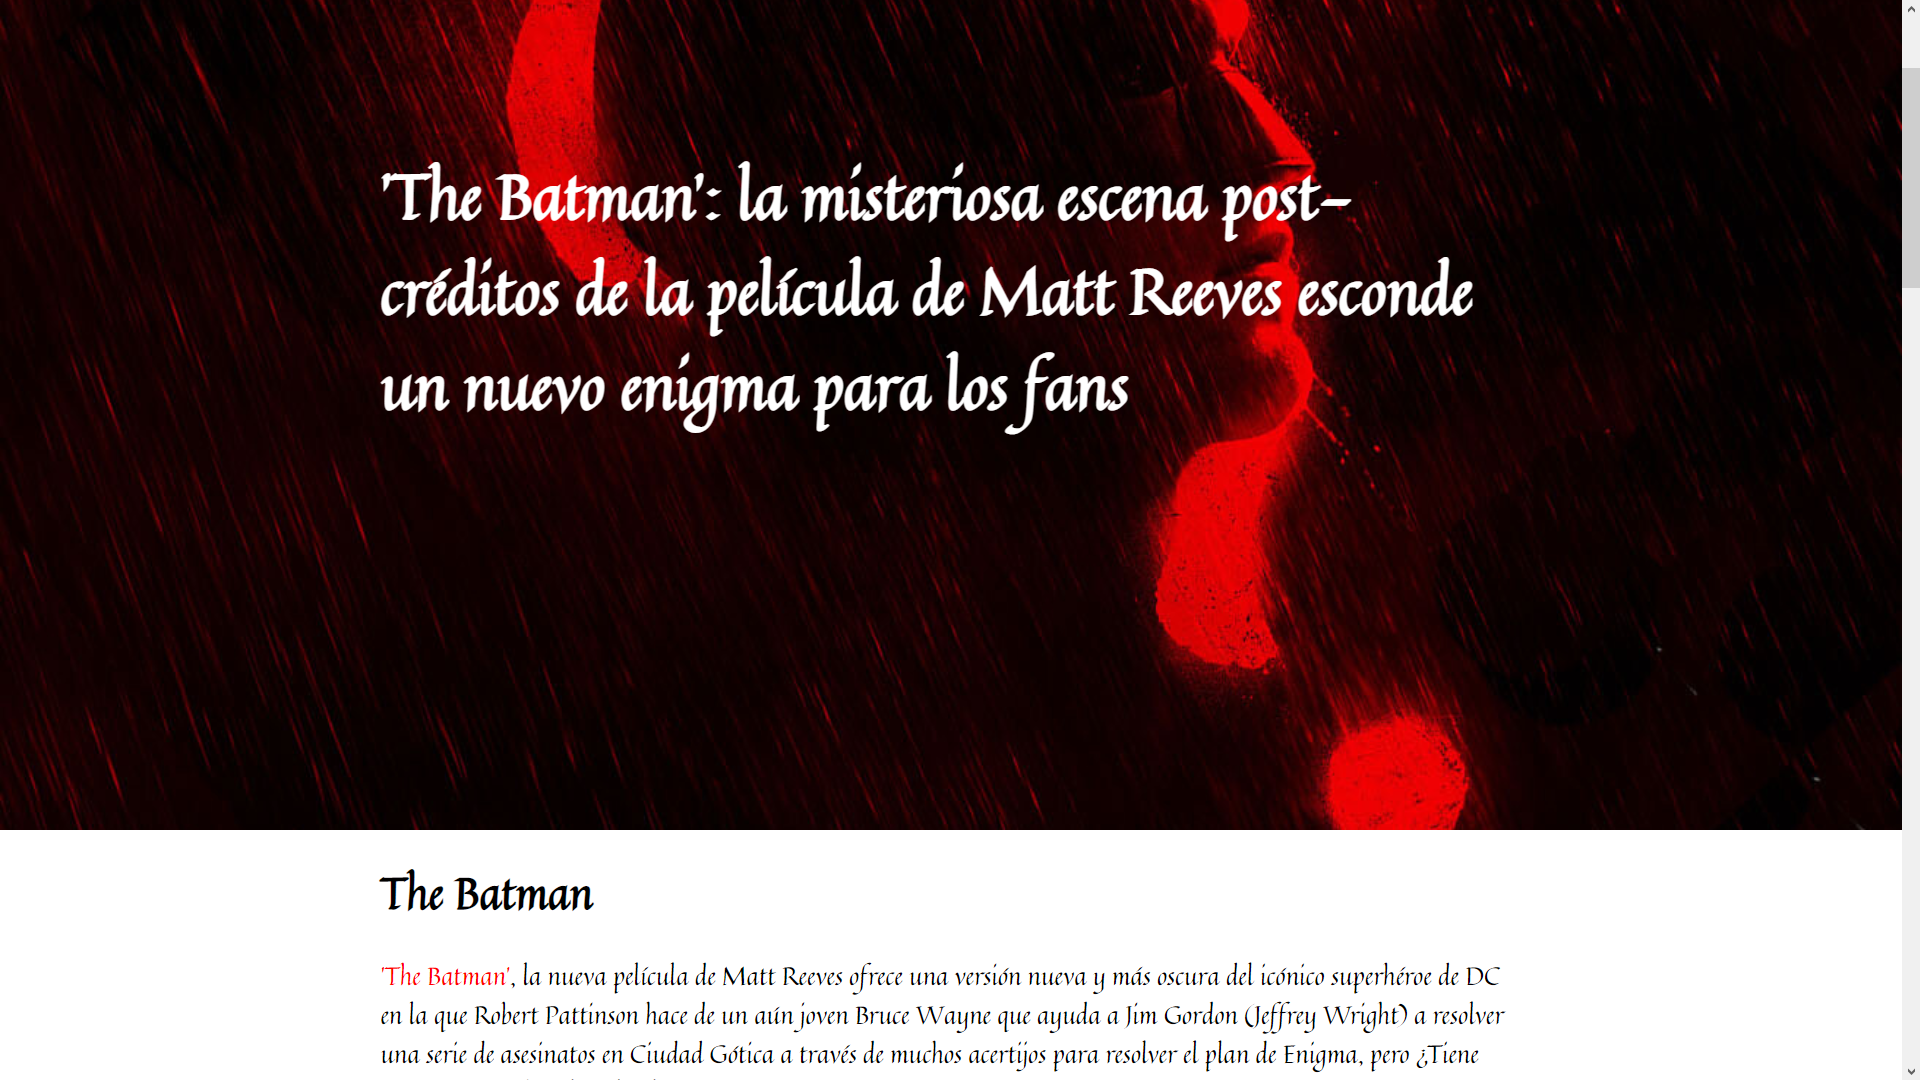 'The Batman': la misteriosa escena post-
créditos de la película de Matt Reeves esconde
un nuevo enigma para los fans
The Batman
'The Batman', la nueva película de Matt Reeves ofrece una versión nueva y más oscura del icónico superhéroe de DC
en la que Robert Pattinson hace de un aún joven Bruce Wayne que ayuda a Jim Gordon (Jeffrey Wright) a resolver
una serie de asesinatos en Ciudad Gótica a través de muchos acertijos para resolver el plan de Enigma, pero ¿Tiene